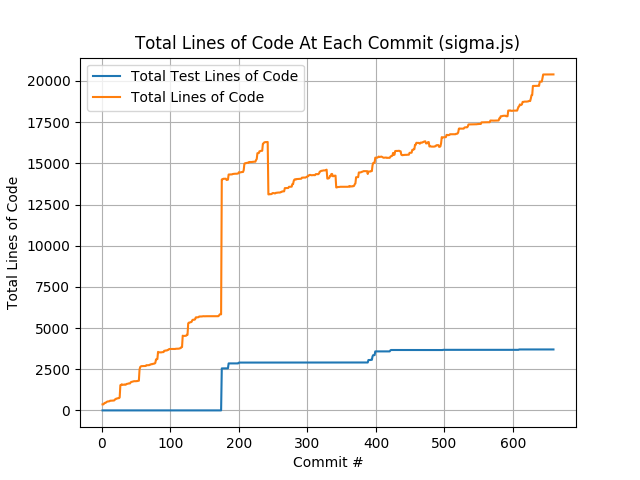 Total Lines of Code At Each Commit (sigma.js)
Total Test Lines of Code
Total Lines of Code
Total Lines of Code
20000
17500
15000
12500
10000
7500
5000
2500
0
0 100 200 300 400 500 600
Commit #